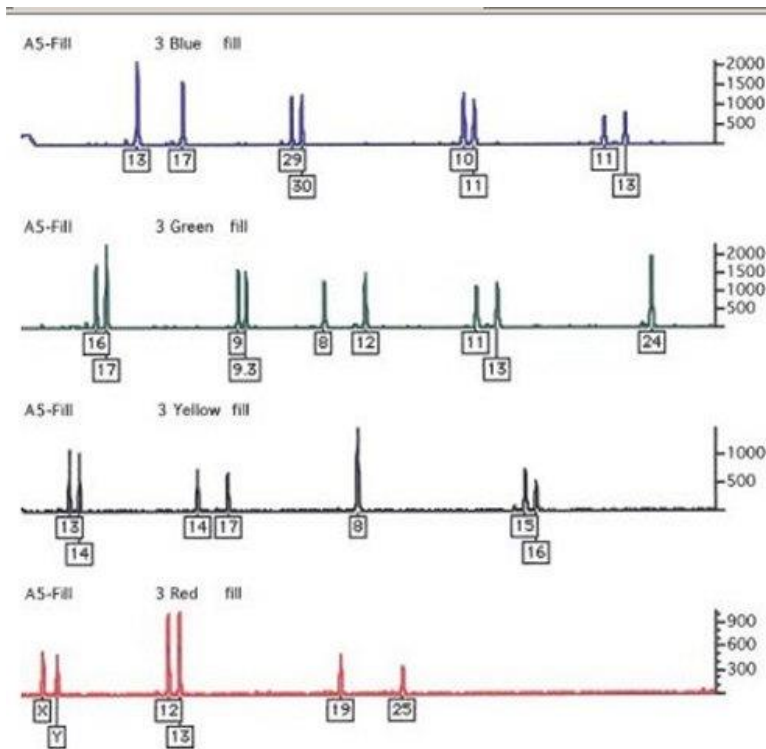 A5-Fill 3 Blue fill
2000
1500
1000
500
13 17 29 10 11
30 11 13
A5-Fill 3 Green fill
2000
1500
1000
500
16 9 8 12 11 24
17 9.3 13
A5-Fill 3 Yellow fill
1000
500
13 14 17 8 15
14 16
A5-Fill 3 Red fill
900
600
300
X 12 19 25
Y 13